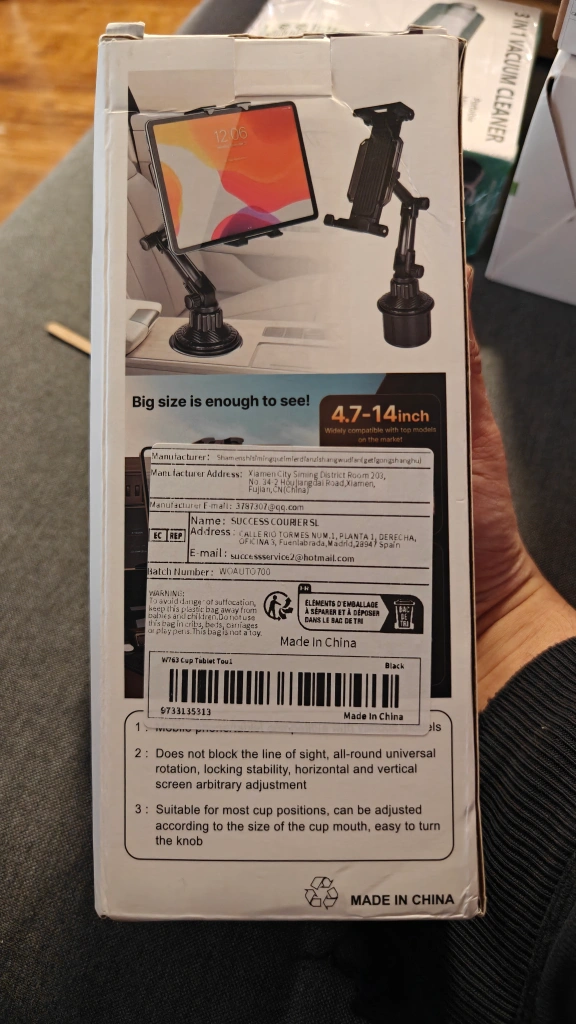 3 IN 1 VACUUM CLEANER
12:06
Big size is enough to see!
4.7-14inch
Widely compatible with top models
on the market
Manufacturer:
Manufacturer Address: Xiamen City Siming District Room 203,
No. 34-2 Houjiangdai Road,Xiamen,
Fujian,CN(China)
Manufacturer E-mail: 3787307@qq.com
EC REP
Name: SUCCESS COURIER SL
Address: CALLE RIO TORMES NUM.1, PLANTA 1, DERECHA,
OFICINA 3, Fuenlabrada,Madrid,28947 Spain
E-mail: successservice2@hotmail.com
Batch Number: WOAUTO700
WARNING:
To avoid danger of suffocation,
keep this plastic bag away from
babies and children.Do not use
this bag in cribs, beds, carriages
or play pens.This bag is not a toy.
FR
ÉLÉMENTS D'EMBALLAGE
À SÉPARER ET À DÉPOSER
DANS LE BAC DE TRI
BAC
DE TRI
Made In China
W763 Cup Tablet Tou1
Black
9733135313
Made In China
els
2 : Does not block the line of sight, all-round universal
rotation, locking stability, horizontal and vertical
screen arbitrary adjustment
3 : Suitable for most cup positions, can be adjusted
according to the size of the cup mouth, easy to turn
the knob
MADE IN CHINA